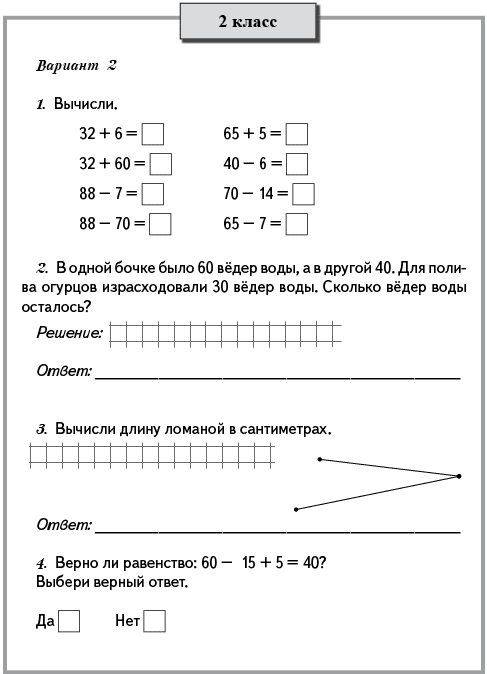 2 класс
Вариант 2
1. Вычисли.
32 + 6 = 65 + 5 =
32 + 60 = 40 − 6 =
88 − 7 = 70 − 14 =
88 − 70 = 65 − 7 =
2. В одной бочке было 60 вёдер воды, а в другой 40. Для поли-
ва огурцов израсходовали 30 вёдер воды. Сколько вёдер воды
осталось?
Решение:
Ответ:
3. Вычисли длину ломаной в сантиметрах.
Ответ:
4. Верно ли равенство: 60 − 15 + 5 = 40?
Выбери верный ответ.
Да Нет